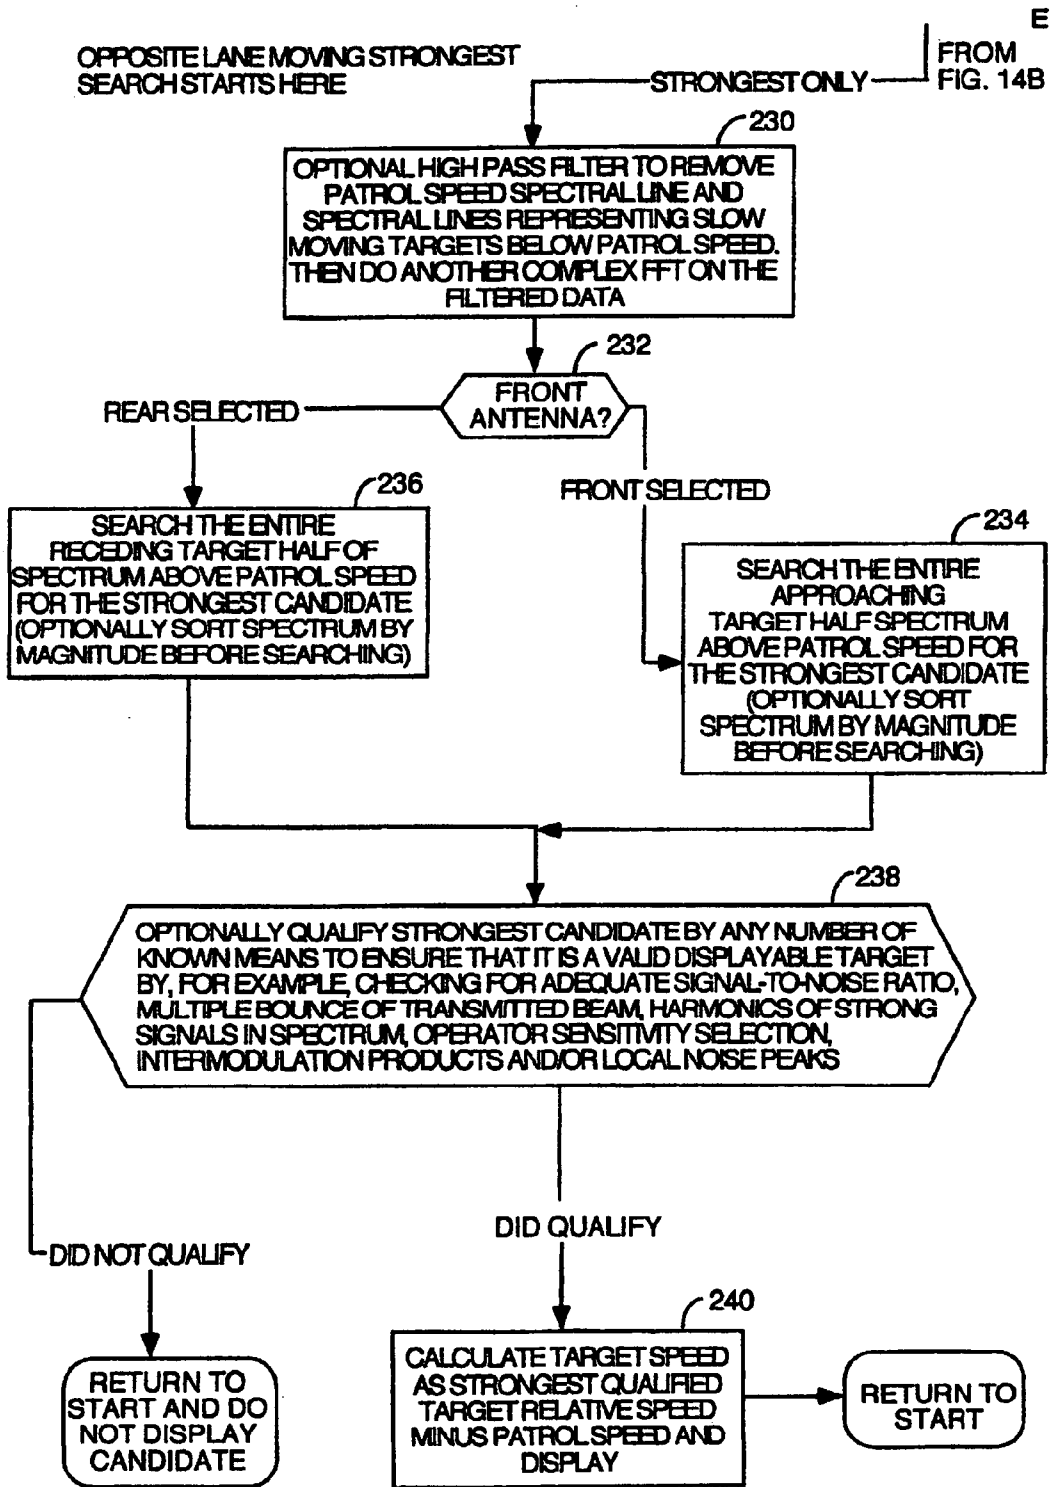 E
FROM
FIG. 14B
OPPOSITE LANE MOVING STRONGEST
SEARCH STARTS HERE
STRONGEST ONLY
230
OPTIONAL HIGH PASS FILTER TO REMOVE
PATROL SPEED SPECTRAL LINE AND
SPECTRAL LINES REPRESENTING SLOW
MOVING TARGETS BELOW PATROL SPEED.
THEN DO ANOTHER COMPLEX FFT ON THE
FILTERED DATA
232
FRONT
ANTENNA?
REAR SELECTED
FRONT SELECTED
236
SEARCH THE ENTIRE
RECEDING TARGET HALF OF
SPECTRUM ABOVE PATROL SPEED
FOR THE STRONGEST CANDIDATE
(OPTIONALLY SORT SPECTRUM BY
MAGNITUDE BEFORE SEARCHING)
234
SEARCH THE ENTIRE
APPROACHING
TARGET HALF SPECTRUM
ABOVE PATROL SPEED FOR
THE STRONGEST CANDIDATE
(OPTIONALLY SORT
SPECTRUM BY MAGNITUDE
BEFORE SEARCHING)
238
OPTIONALLY QUALIFY STRONGEST CANDIDATE BY ANY NUMBER OF
KNOWN MEANS TO ENSURE THAT IT IS A VALID DISPLAYABLE TARGET
BY, FOR EXAMPLE, CHECKING FOR ADEQUATE SIGNAL-TO-NOISE RATIO,
MULTIPLE BOUNCE OF TRANSMITTED BEAM, HARMONICS OF STRONG
SIGNALS IN SPECTRUM, OPERATOR SENSITIVITY SELECTION,
INTERMODULATION PRODUCTS AND/OR LOCAL NOISE PEAKS
DID NOT QUALIFY
DID QUALIFY
RETURN TO
START AND DO
NOT DISPLAY
CANDIDATE
240
CALCULATE TARGET SPEED
AS STRONGEST QUALIFIED
TARGET RELATIVE SPEED
MINUS PATROL SPEED AND
DISPLAY
RETURN TO
START